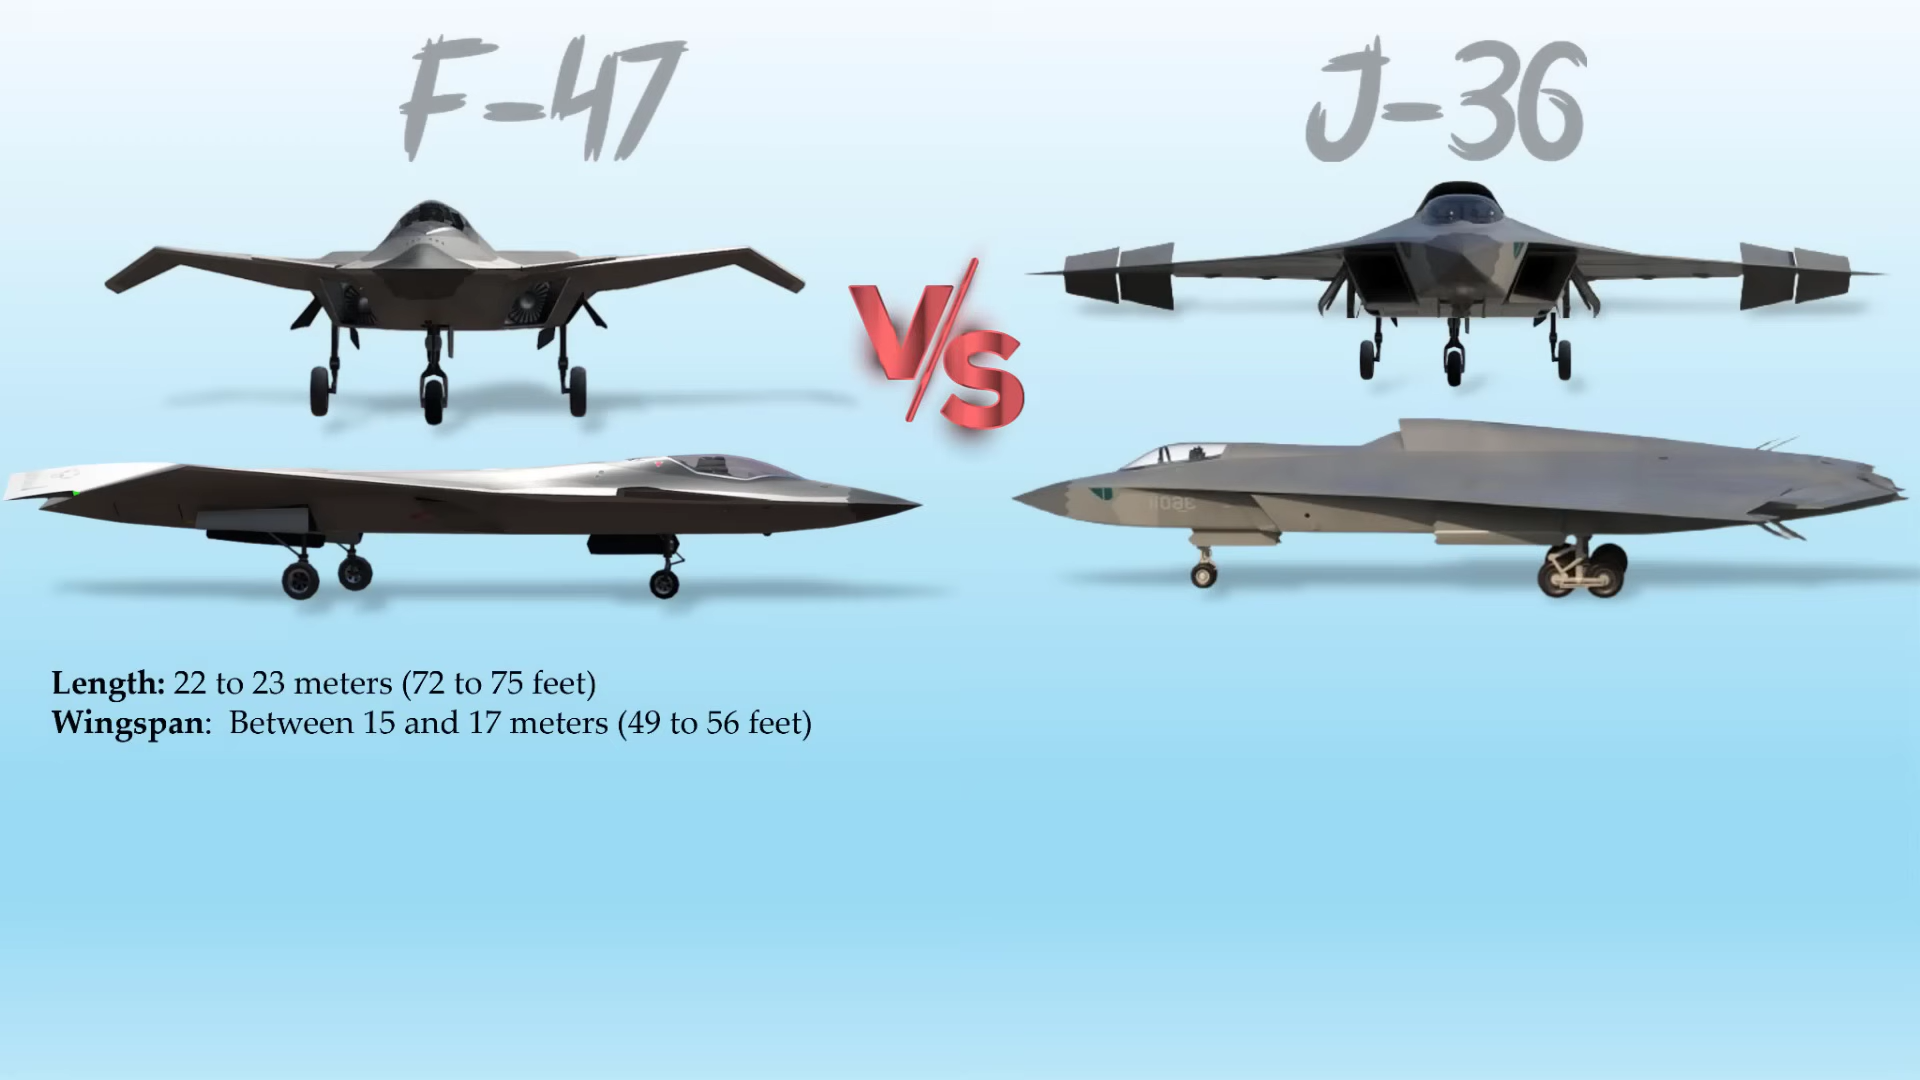 F-47
J-36
V/S
Length: 22 to 23 meters (72 to 75 feet)
Wingspan:  Between 15 and 17 meters (49 to 56 feet)